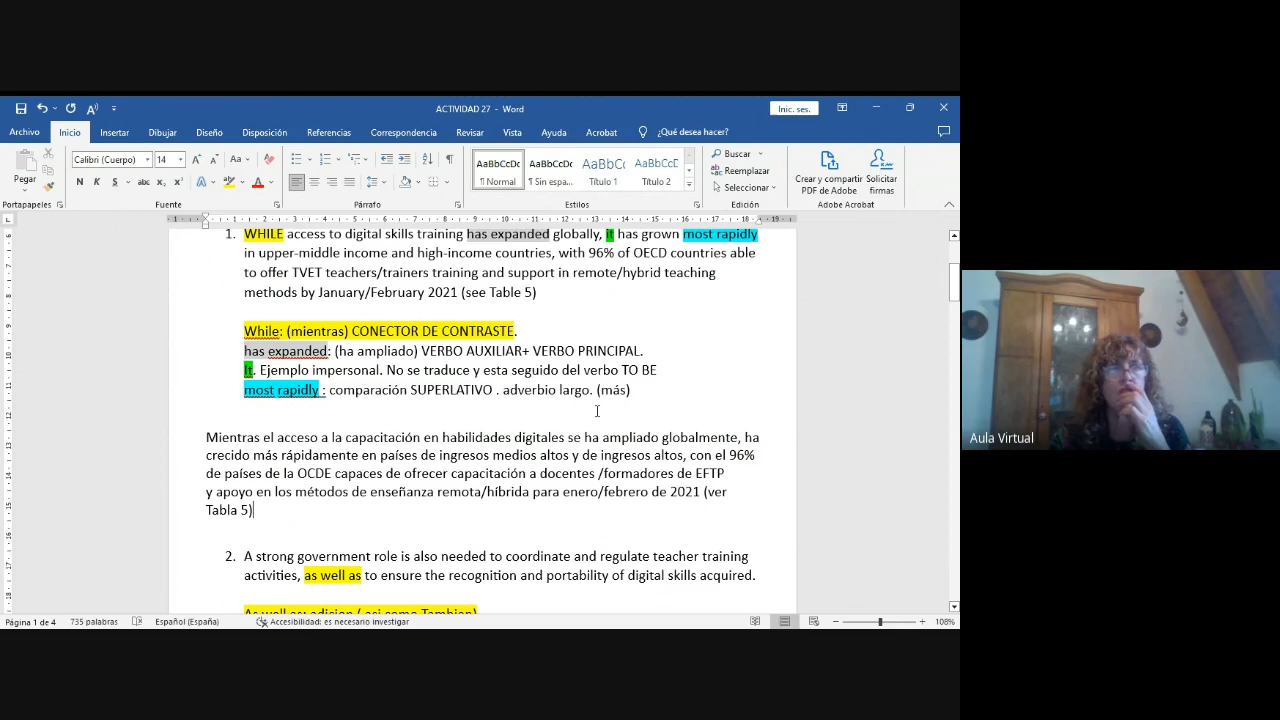 ACTIVIDAD 27 - Word
Inic. ses.
Archivo Inicio Insertar Dibujar Diseño Disposición Referencias Correspondencia Revisar Vista Ayuda Acrobat ¿Qué desea hacer?
Pegar
Calibri (Cuerpo) 14
N K S abc x₂ x² A
AaBbCcDc AaBbCcDc AaBbCc AaBbCcD
¶ Normal ¶ Sin espa... Título 1 Título 2
Buscar
Reemplazar
Seleccionar
Crear y compartir PDF de Adobe
Solicitar firmas
Portapapeles Fuente Párrafo Estilos Edición Adobe Acrobat
1. WHILE access to digital skills training has expanded globally, it has grown most rapidly
in upper-middle income and high-income countries, with 96% of OECD countries able
to offer TVET teachers/trainers training and support in remote/hybrid teaching
methods by January/February 2021 (see Table 5)
While: (mientras) CONECTOR DE CONTRASTE.
has expanded: (ha ampliado) VERBO AUXILIAR+ VERBO PRINCIPAL.
It. Ejemplo impersonal. No se traduce y esta seguido del verbo TO BE
most rapidly : comparación SUPERLATIVO . adverbio largo. (más)
Mientras el acceso a la capacitación en habilidades digitales se ha ampliado globalmente, ha
crecido más rápidamente en países de ingresos medios altos y de ingresos altos, con el 96%
de países de la OCDE capaces de ofrecer capacitación a docentes /formadores de EFTP
y apoyo en los métodos de enseñanza remota/híbrida para enero/febrero de 2021 (ver
Tabla 5)
2. A strong government role is also needed to coordinate and regulate teacher training
activities, as well as to ensure the recognition and portability of digital skills acquired.
As well as: adicion ( asi como Tambien)
Página 1 de 4 735 palabras Español (España) Accesibilidad: es necesario investigar 108%
Aula Virtual